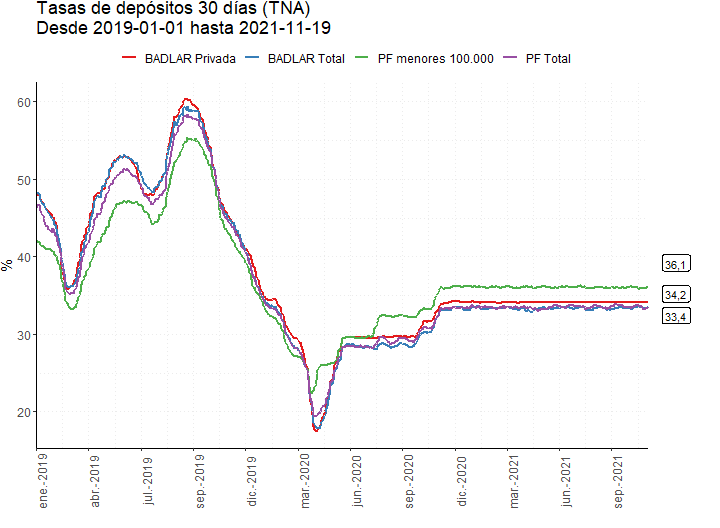 Tasas de depósitos 30 días (TNA)
Desde 2019-01-01 hasta 2021-11-19
BADLAR Privada BADLAR Total PF menores 100.000 PF Total
%
60
50
40
30
20
36,1
34,2
33,4
ene.-2019
abr.-2019
jul.-2019
sep.-2019
dic.-2019
mar.-2020
jun.-2020
sep.-2020
dic.-2020
mar.-2021
jun.-2021
sep.-2021